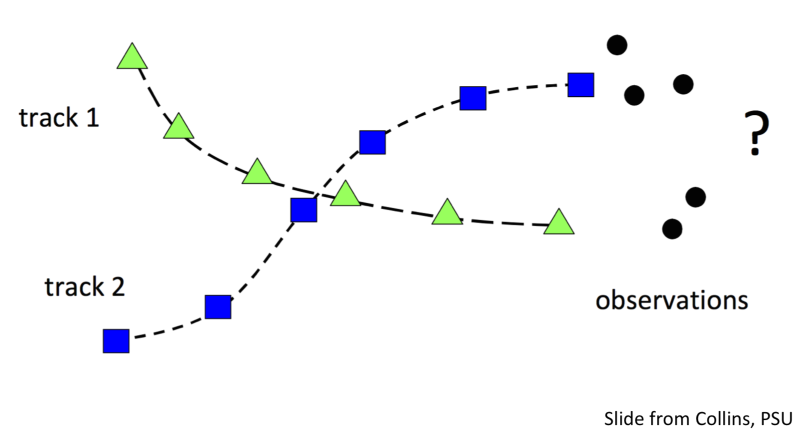 track 1
?
track 2
observations
Slide from Collins, PSU